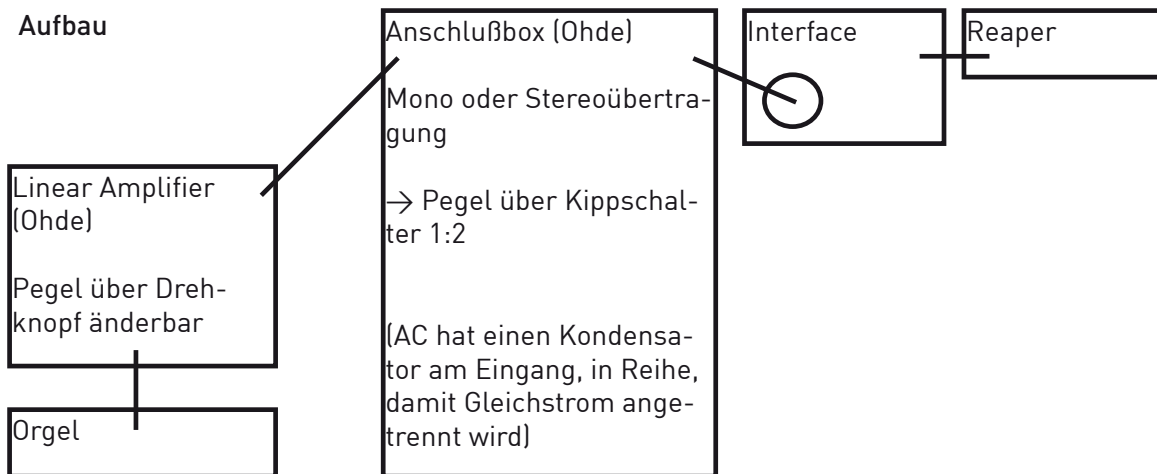 Aufbau
Linear Amplifier
(Ohde)
Pegel über Dreh-
knopf änderbar
Orgel
Anschlußbox (Ohde)
Mono oder Stereoübertra-
gung
→ Pegel über Kippschal-
ter 1:2
(AC hat einen Kondensa-
tor am Eingang, in Reihe,
damit Gleichstrom ange-
trennt wird)
Interface
Reaper